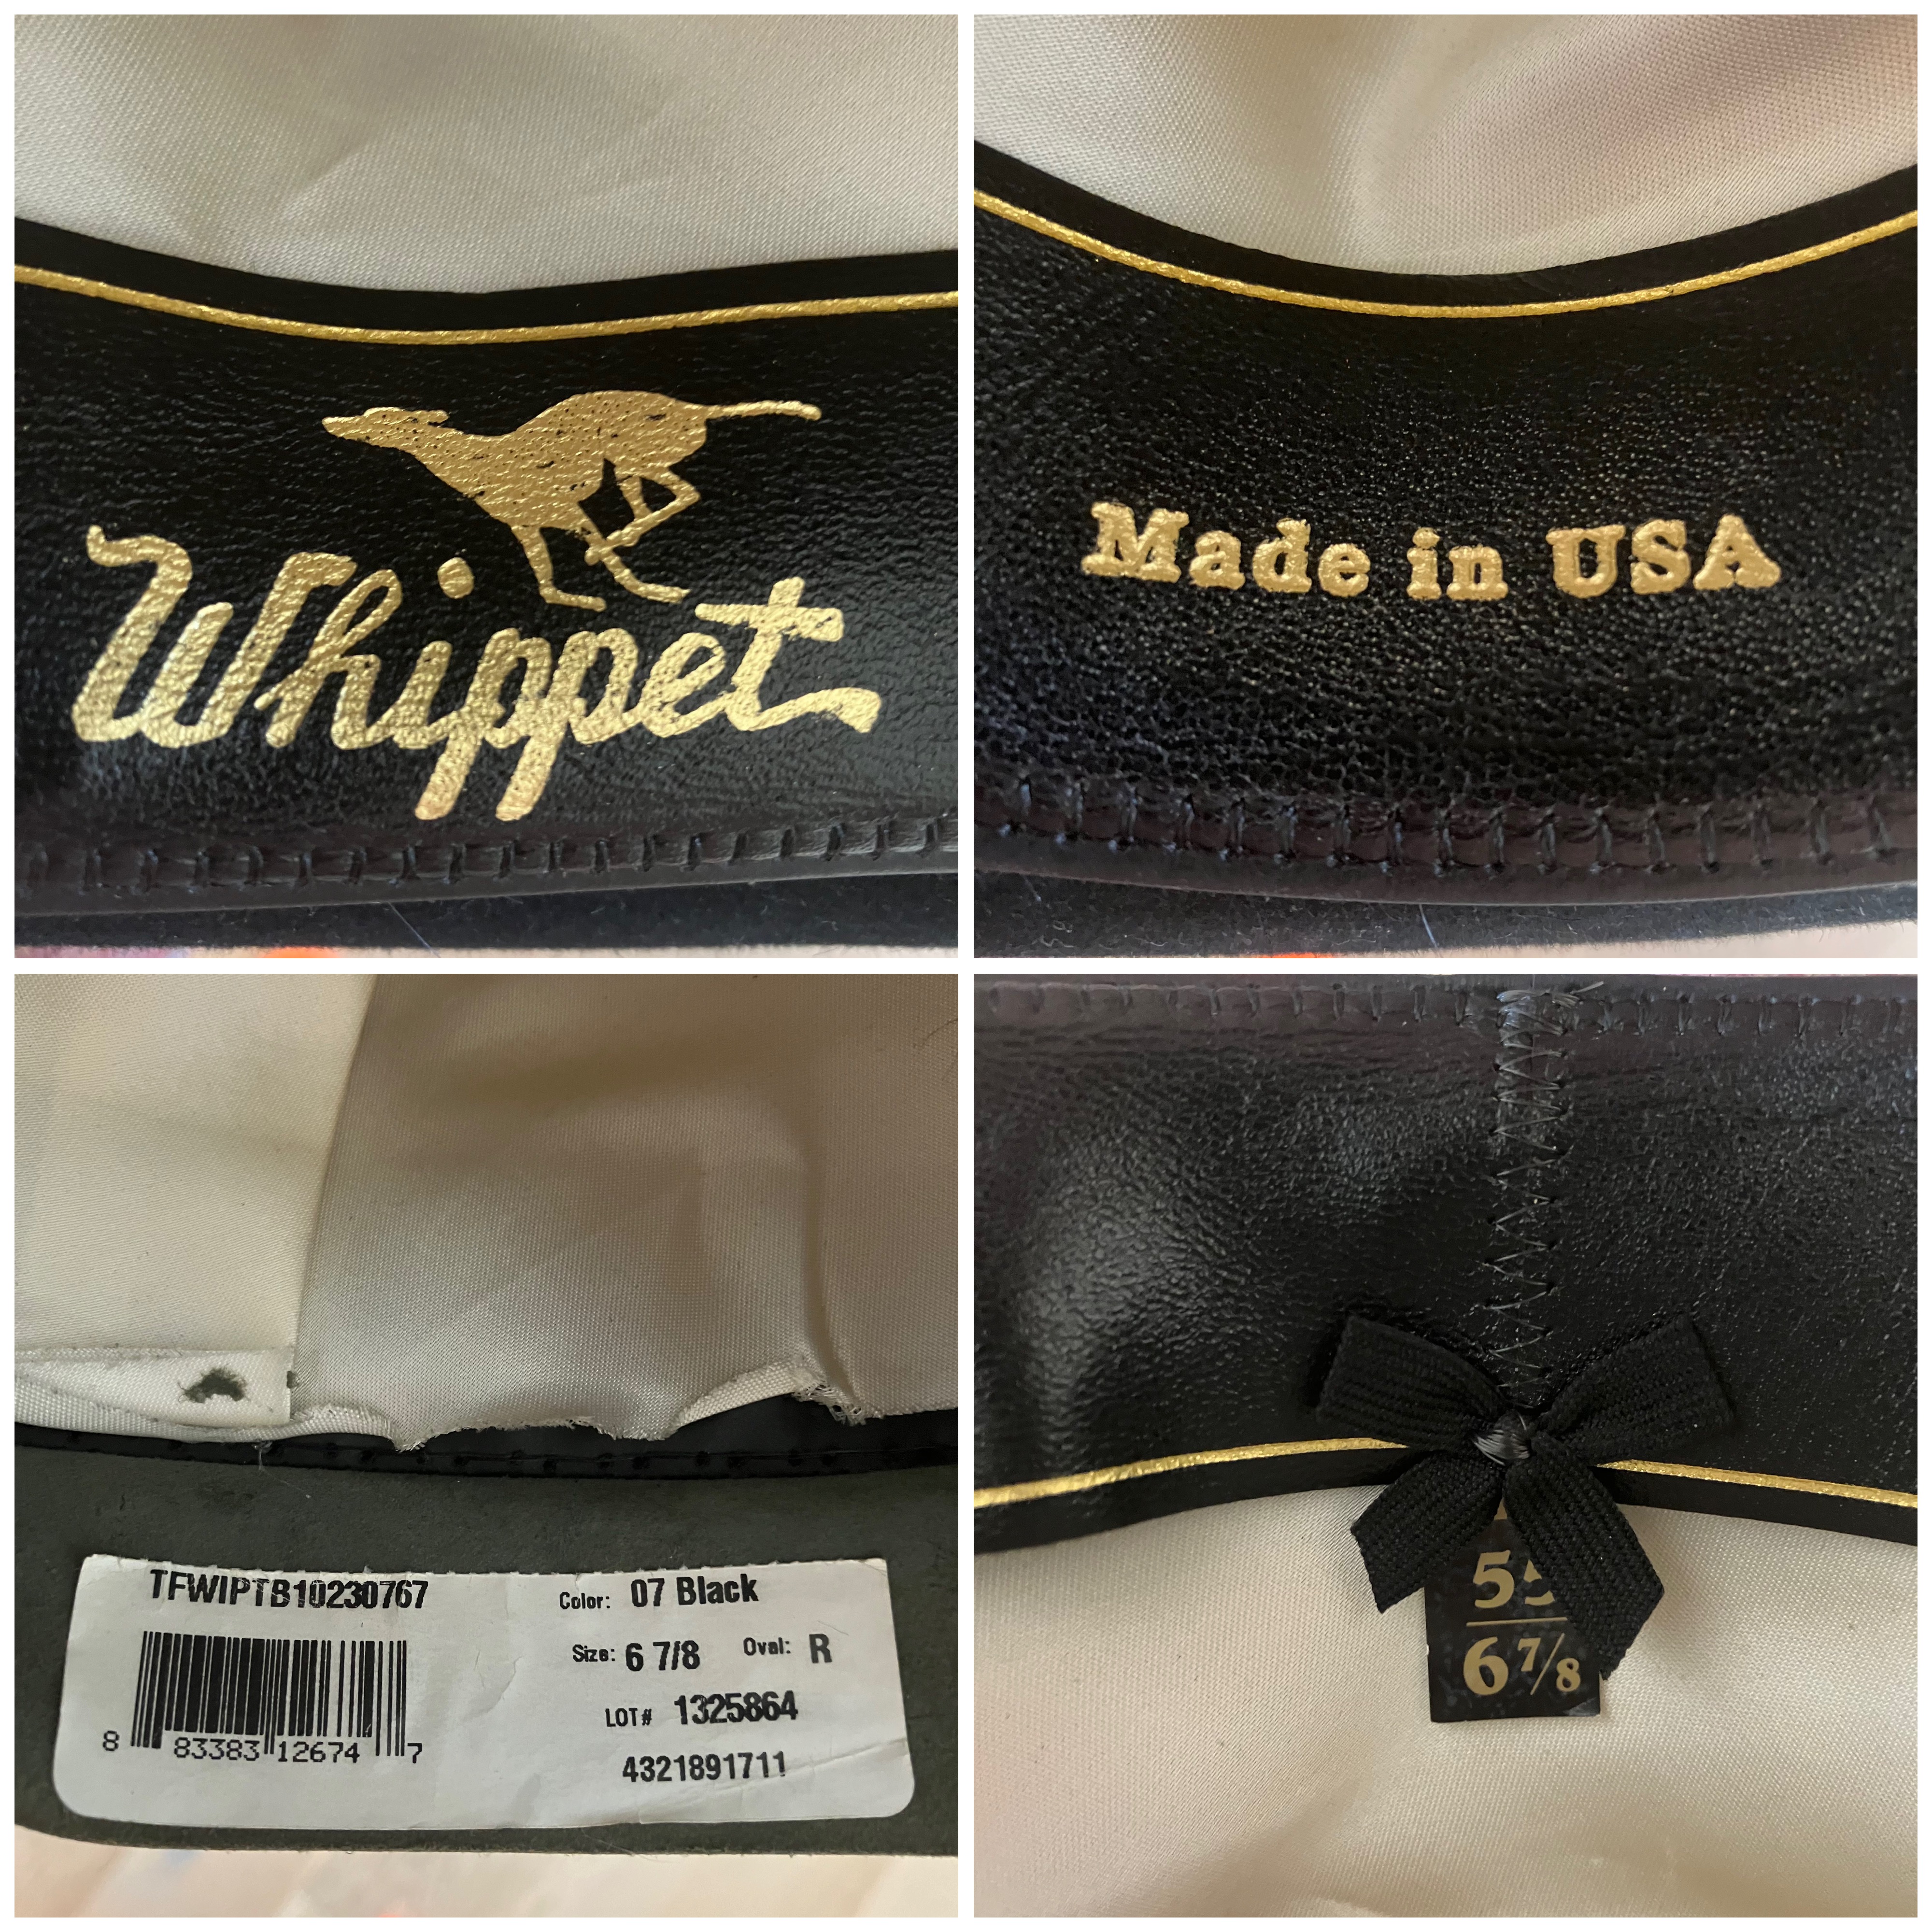 Whippet
Made in USA
TFWIPTB10230767
Color: 07 Black
Size: 6 7/8 Oval: R
LOT# 1325864
4321891711
8 83383 12674 7
55
6 7/8